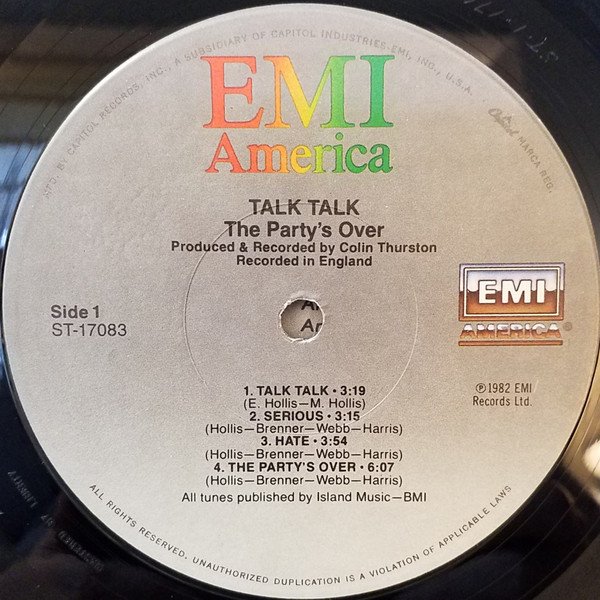 MFD. BY CAPITOL RECORDS, INC., A SUBSIDIARY OF CAPITOL INDUSTRIES-EMI, INC., U.S.A.
Capitol MARCA REG.
EMI
America
TALK TALK
The Party's Over
Produced & Recorded by Colin Thurston
Recorded in England
Side 1
ST-17083
EMI
AMERICA®
Ar
℗1982 EMI
Records Ltd.
1. TALK TALK • 3:19
(E. Hollis—M. Hollis)
2. SERIOUS • 3:15
(Hollis—Brenner—Webb—Harris)
3. HATE • 3:54
(Hollis—Brenner—Webb—Harris)
4. THE PARTY'S OVER • 6:07
(Hollis—Brenner—Webb—Harris)
All tunes published by Island Music—BMI
ALL RIGHTS RESERVED. UNAUTHORIZED DUPLICATION IS A VIOLATION OF APPLICABLE LAWS